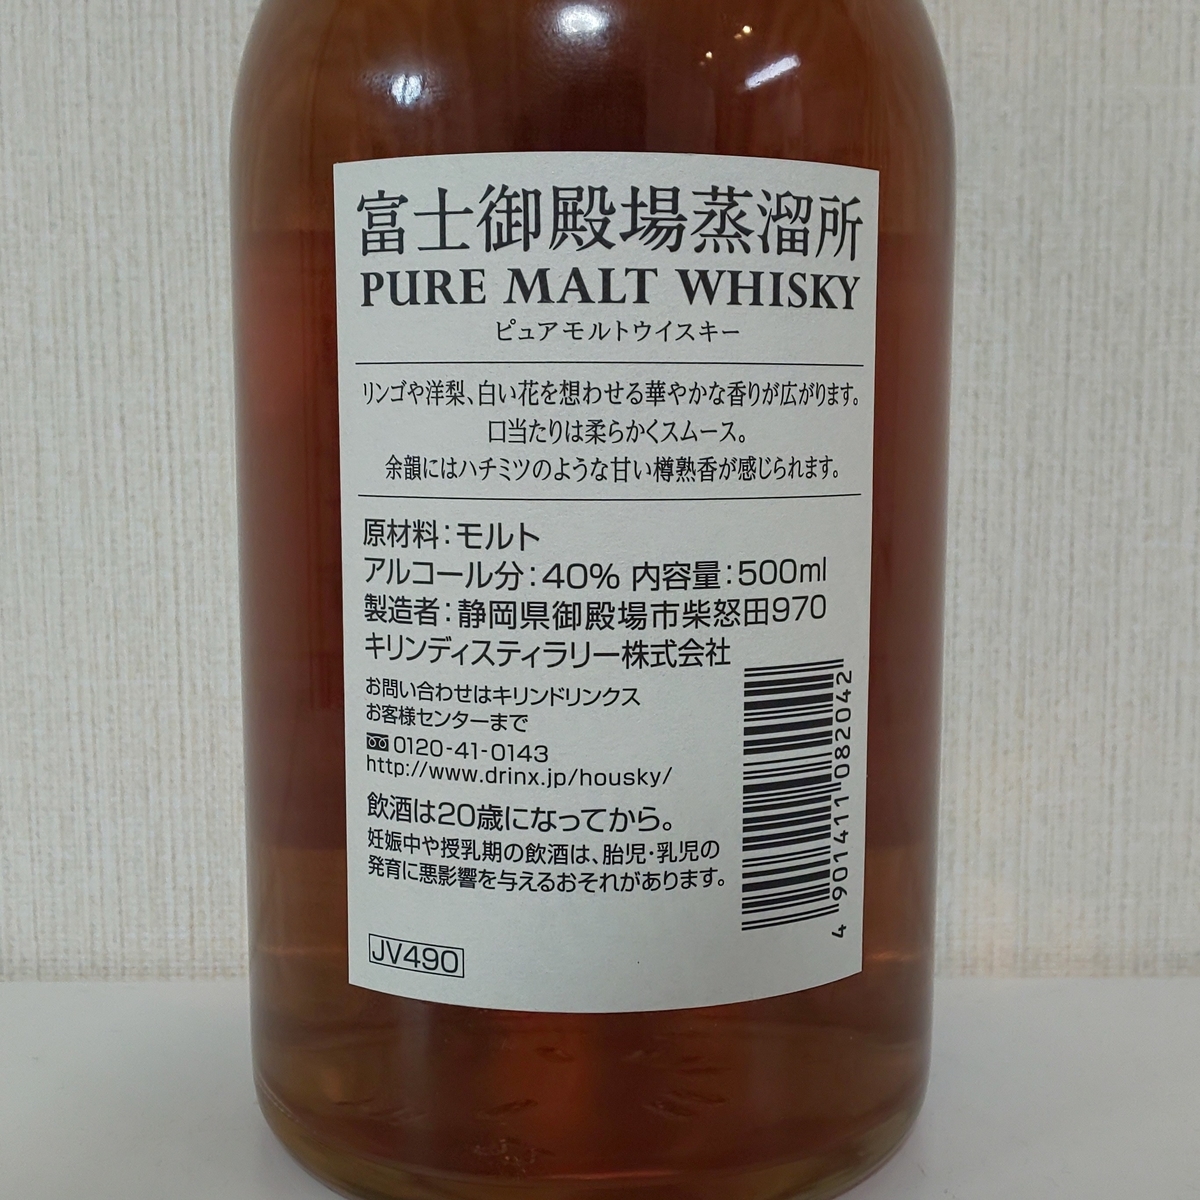 富士御殿場蒸溜所
PURE MALT WHISKY
ピュアモルトウイスキー
リンゴや洋梨、白い花を想わせる華やかな香りが広がります。
口当たりは柔らかくスムース。
余韻にはハチミツのような甘い樽熟香が感じられます。
原材料:モルト
アルコール分:40% 内容量:500ml
製造者:静岡県御殿場市柴怒田970
キリンディスティラリー株式会社
お問い合わせはキリンドリンクス
お客様センターまで
0120-41-0143
http://www.drinx.jp/housky/
飲酒は20歳になってから。
妊娠中や授乳期の飲酒は、胎児・乳児の
発育に悪影響を与えるおそれがあります。
JV490
4 901411 082042